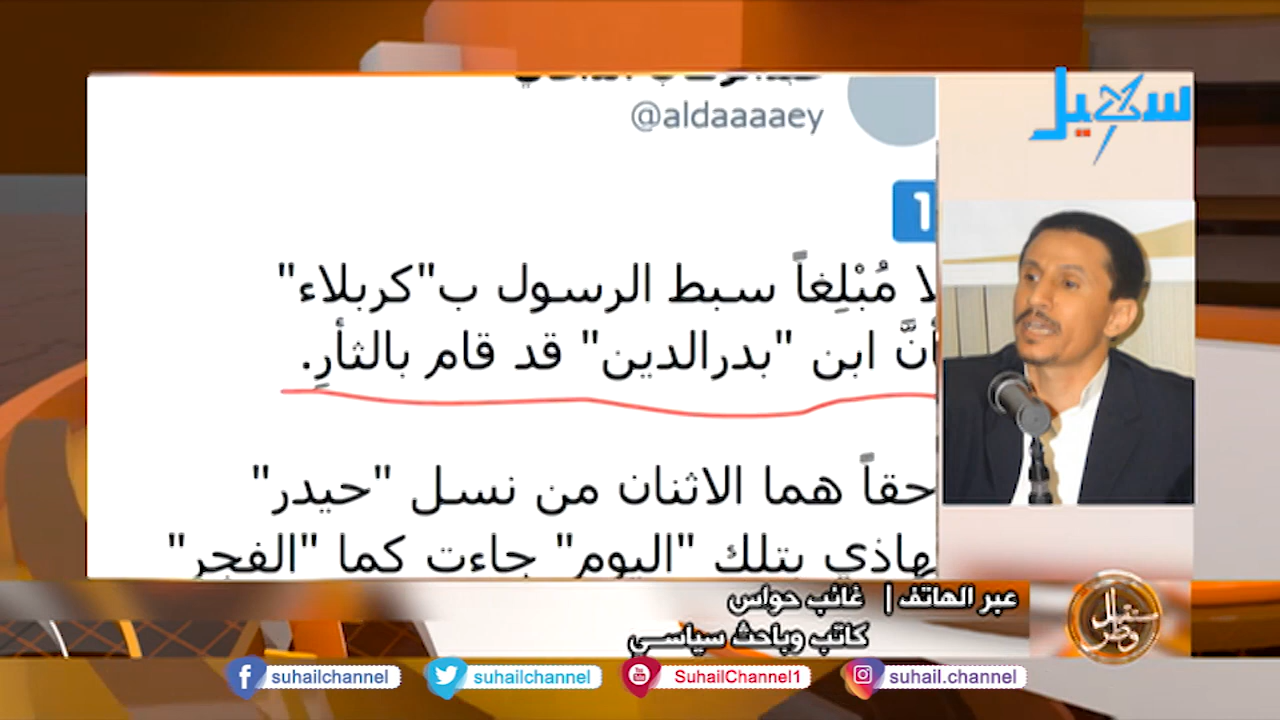 سهيل
@aldaaaaey
1
لا مُبْلِغاً سبط الرسول ب"كربلاء"
أنَّ ابن "بدرالدين" قد قام بالثأرِ.
حقاً هما الاثنان من نسل "حيدر"
هاذي بتلك "اليوم" جاءت كما "الفجر"
عبر الهاتف | غائب حواس
كاتب وباحث سياسي
suhailchannel
suhailchannel
SuhailChannel1
suhail.channel